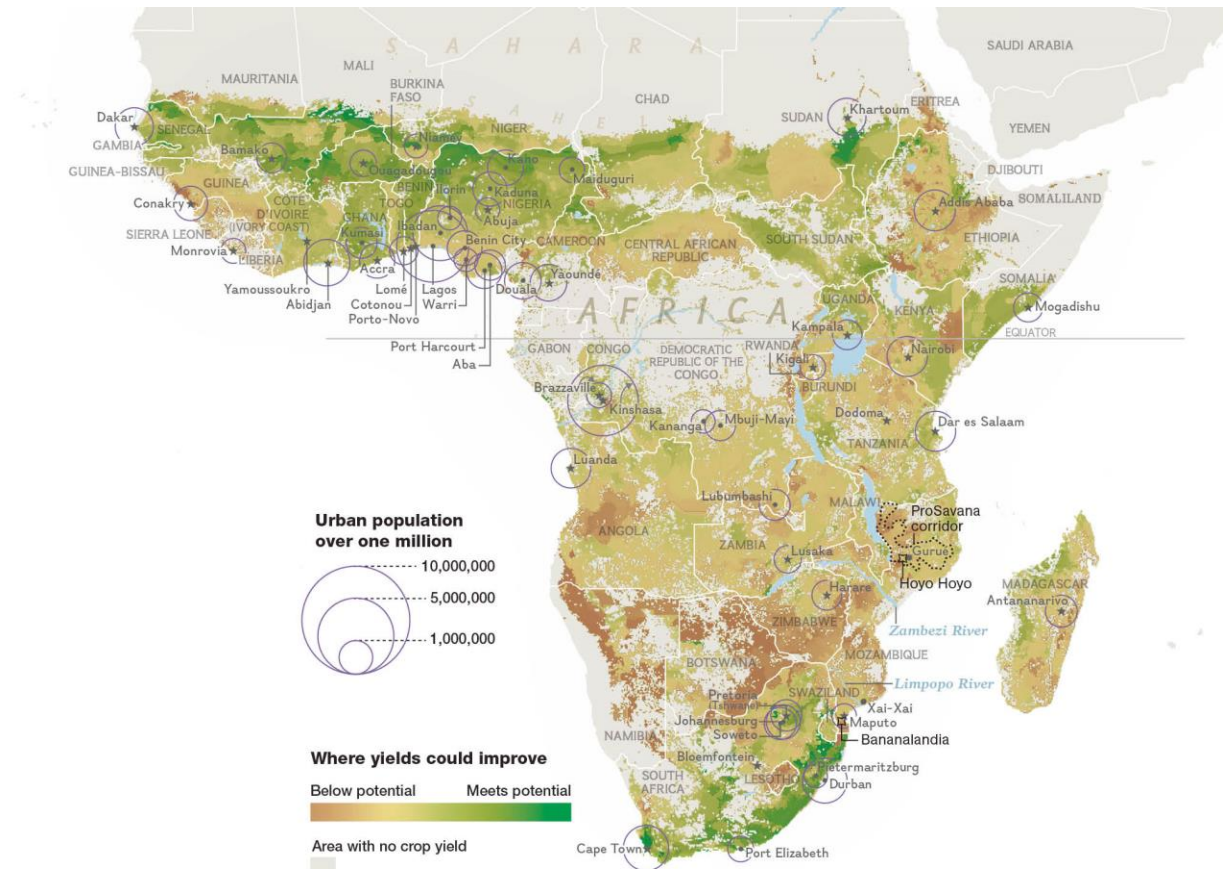 SAHARA
SAHEL
SAUDI ARABIA
MAURITANIA
MALI
BURKINA
FASO
NIGER
CHAD
SUDAN
Khartoum
ERITREA
YEMEN
DJIBOUTI
SOMALILAND
Dakar
SENEGAL
GAMBIA
GUINEA-BISSAU
Bamako
Niamey
Ouagadougou
Kano
Maiduguri
GUINEA
BENIN
Ilorin
Kaduna
NIGERIA
Abuja
Conakry
CÔTE
D'IVOIRE
(IVORY COAST)
TOGO
GHANA
Kumasi
Ibadan
Benin City
CAMEROON
CENTRAL AFRICAN
REPUBLIC
SOUTH SUDAN
Addis Ababa
ETHIOPIA
SIERRA LEONE
Monrovia
LIBERIA
Accra
Yamoussoukro
Abidjan
Lomé
Cotonou
Porto-Novo
Lagos
Warri
Douala
Yaoundé
Port Harcourt
Aba
AFRICA
SOMALIA
Mogadishu
EQUATOR
UGANDA
KENYA
Kampala
Nairobi
GABON
CONGO
DEMOCRATIC
REPUBLIC OF THE
CONGO
RWANDA
Kigali
BURUNDI
Brazzaville
Kinshasa
Kananga
Mbuji-Mayi
Dodoma
TANZANIA
Dar es Salaam
Luanda
Lubumbashi
MALAWI
ProSavana
corridor
Gurué
Hoyo Hoyo
ANGOLA
ZAMBIA
Lusaka
Harare
ZIMBABWE
Zambezi River
MADAGASCAR
Antananarivo
MOZAMBIQUE
BOTSWANA
Limpopo River
SWAZILAND
Pretoria
(Tshwane)
Johannesburg
Soweto
Xai-Xai
Maputo
Bananalandia
NAMIBIA
Bloemfontein
LESOTHO
Pietermaritzburg
Durban
SOUTH
AFRICA
Cape Town
Port Elizabeth
Urban population
over one million
10,000,000
5,000,000
1,000,000
Where yields could improve
Below potential
Meets potential
Area with no crop yield